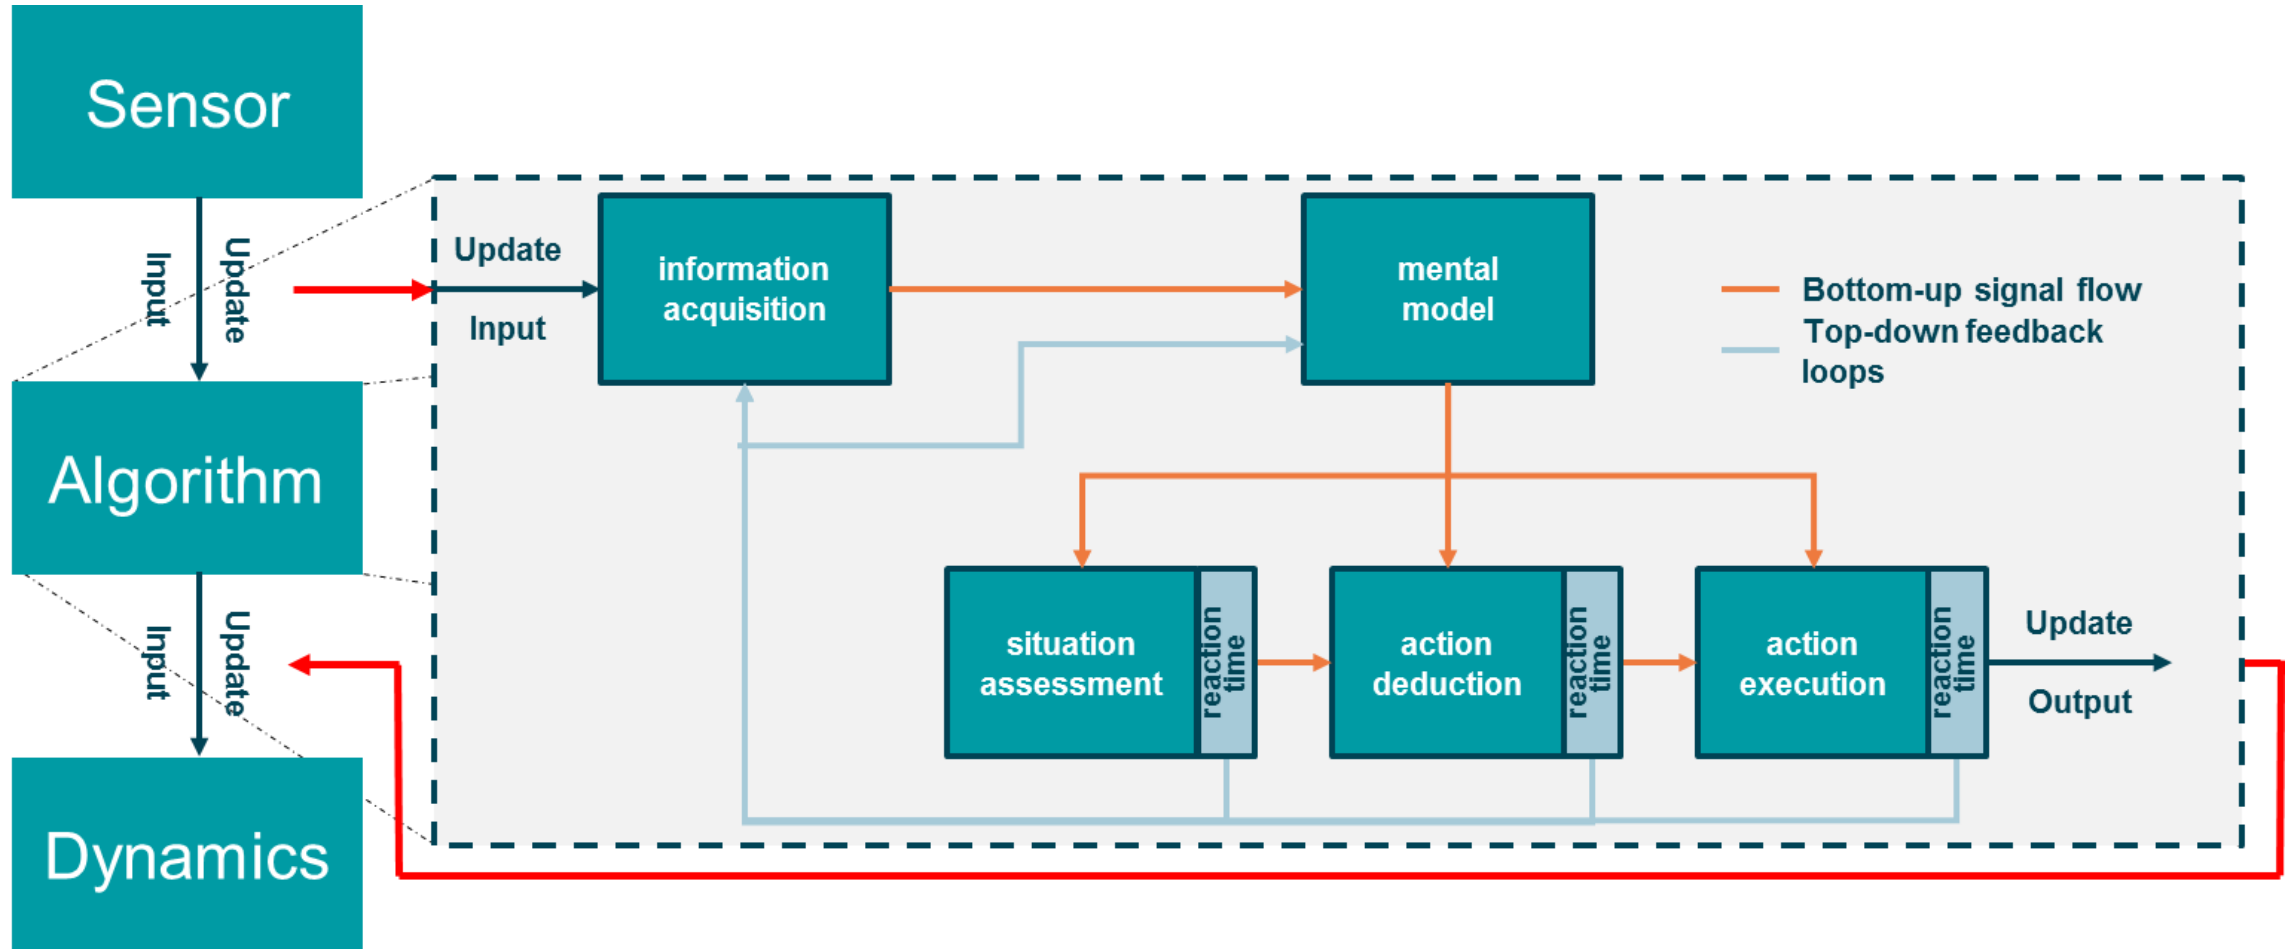 Sensor
Update
Input
Algorithm
Update
Input
Dynamics
Update
Input
information
acquisition
mental
model
Bottom-up signal flow
Top-down feedback
loops
situation
assessment
reaction
time
action
deduction
reaction
time
action
execution
reaction
time
Update
Output